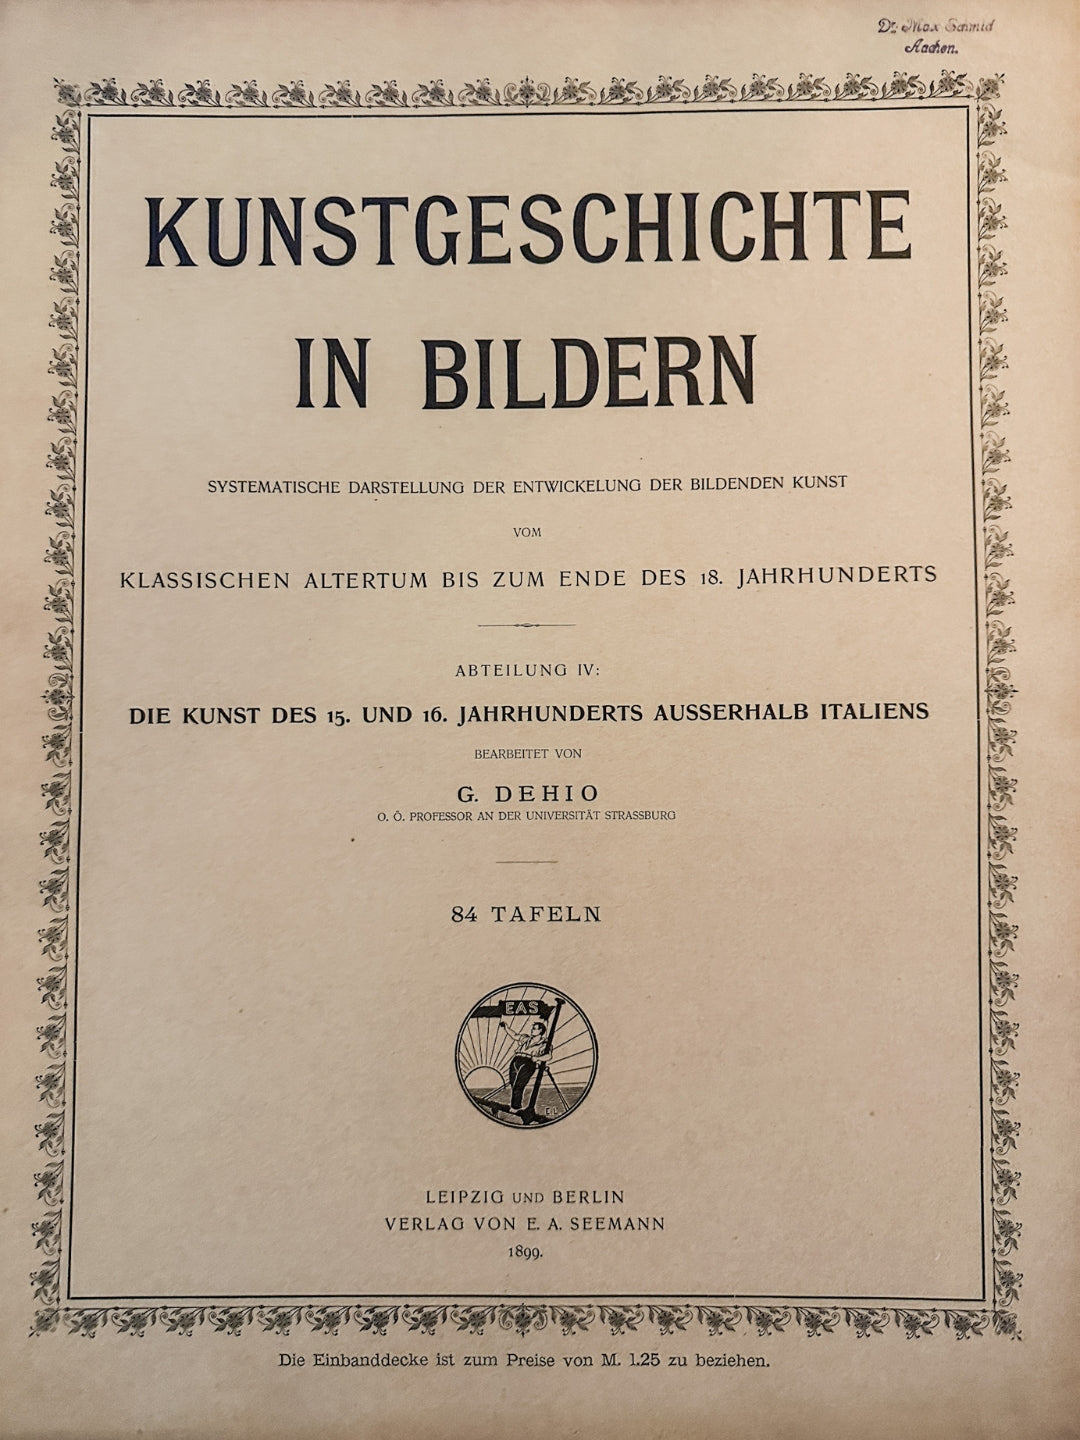 Dr. Max Schmid
Aachen.
KUNSTGESCHICHTE
IN BILDERN
SYSTEMATISCHE DARSTELLUNG DER ENTWICKELUNG DER BILDENDEN KUNST
VOM
KLASSISCHEN ALTERTUM BIS ZUM ENDE DES 18. JAHRHUNDERTS
ABTEILUNG IV:
DIE KUNST DES 15. UND 16. JAHRHUNDERTS AUSSERHALB ITALIENS
BEARBEITET VON
G. DEHIO
O. Ö. PROFESSOR AN DER UNIVERSITÄT STRASSBURG
84 TAFELN
EAS
LEIPZIG UND BERLIN
VERLAG VON E. A. SEEMANN
1899.
Die Einbanddecke ist zum Preise von M. 1.25 zu beziehen.